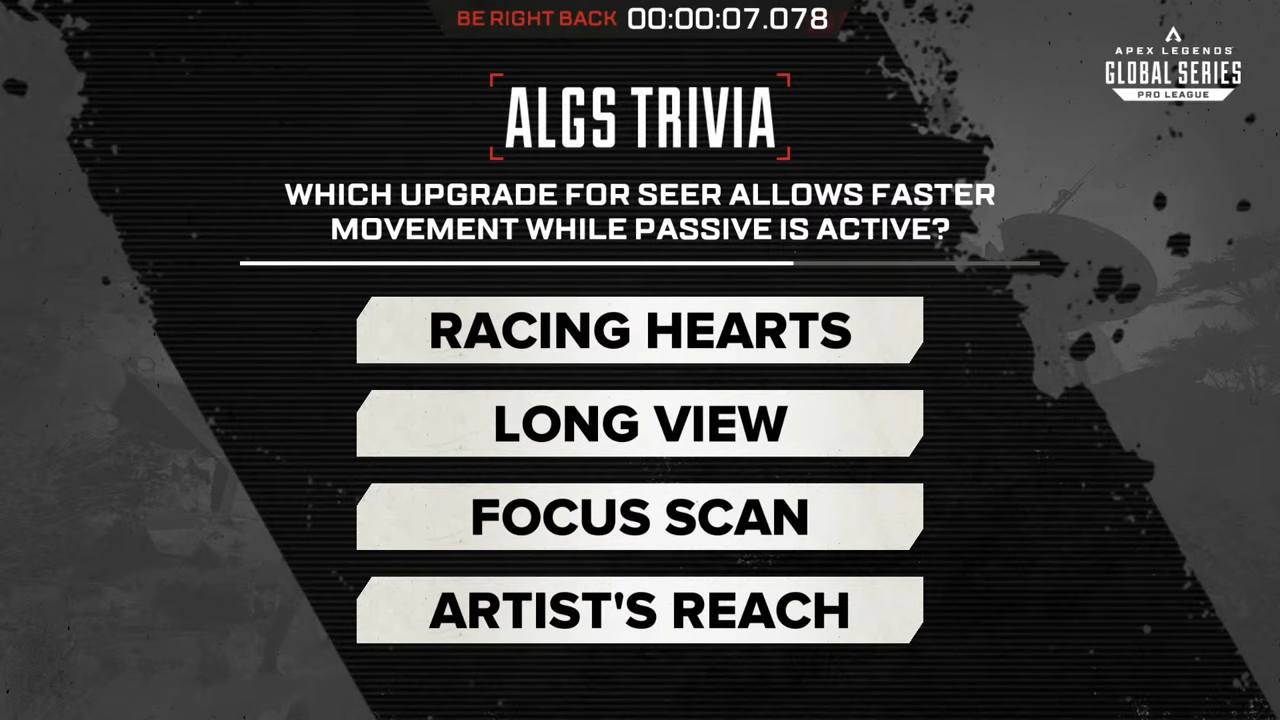 BE RIGHT BACK 00:00:07.078
APEX LEGENDS
GLOBAL SERIES
PRO LEAGUE
ALGS TRIVIA
WHICH UPGRADE FOR SEER ALLOWS FASTER
MOVEMENT WHILE PASSIVE IS ACTIVE?
RACING HEARTS
LONG VIEW
FOCUS SCAN
ARTIST'S REACH